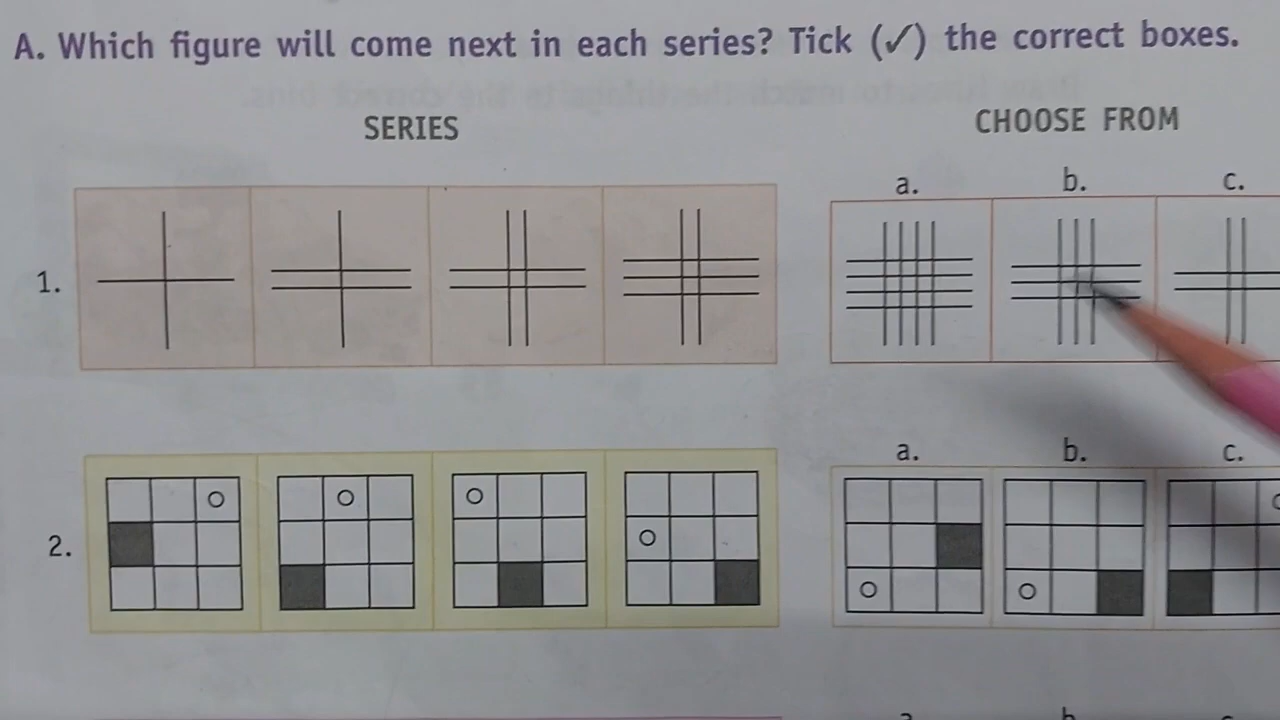 A. Which figure will come next in each series? Tick (✓) the correct boxes.
SERIES
CHOOSE FROM
a. b. c.
1.
a. b. c.
2.